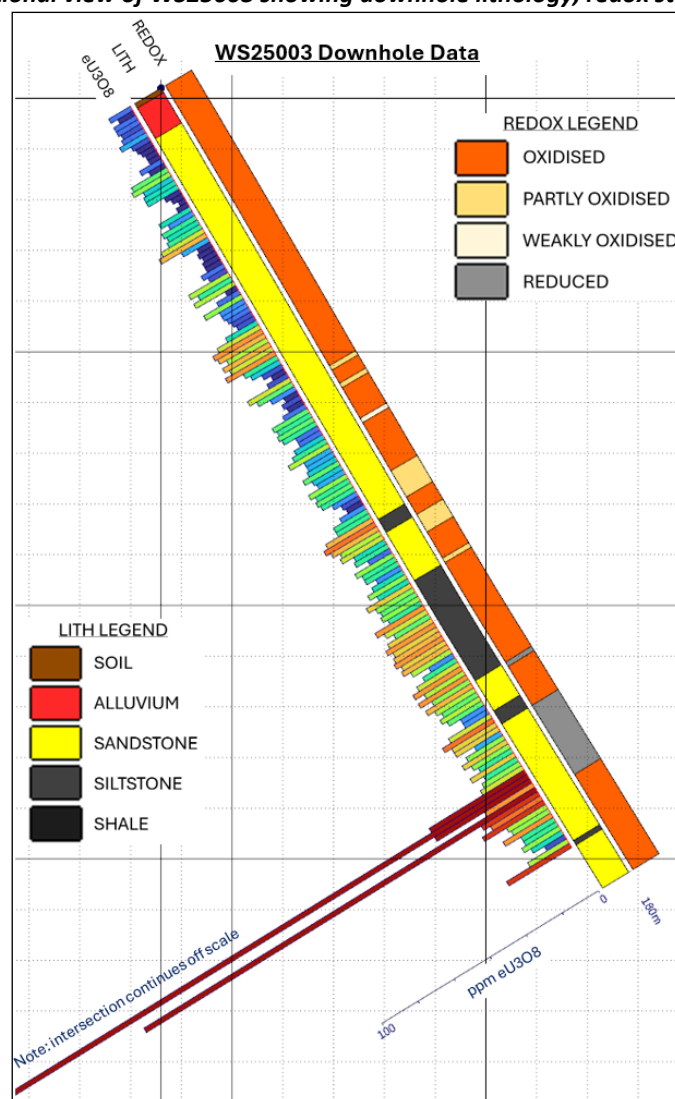 WS25003 Downhole Data
REDOX
LITH
eU3O8
REDOX LEGEND
OXIDISED
PARTLY OXIDISED
WEAKLY OXIDISED
REDUCED
LITH LEGEND
SOIL
ALLUVIUM
SANDSTONE
SILTSTONE
SHALE
0
180m
ppm eU3O8
100
Note: intersection continues off scale